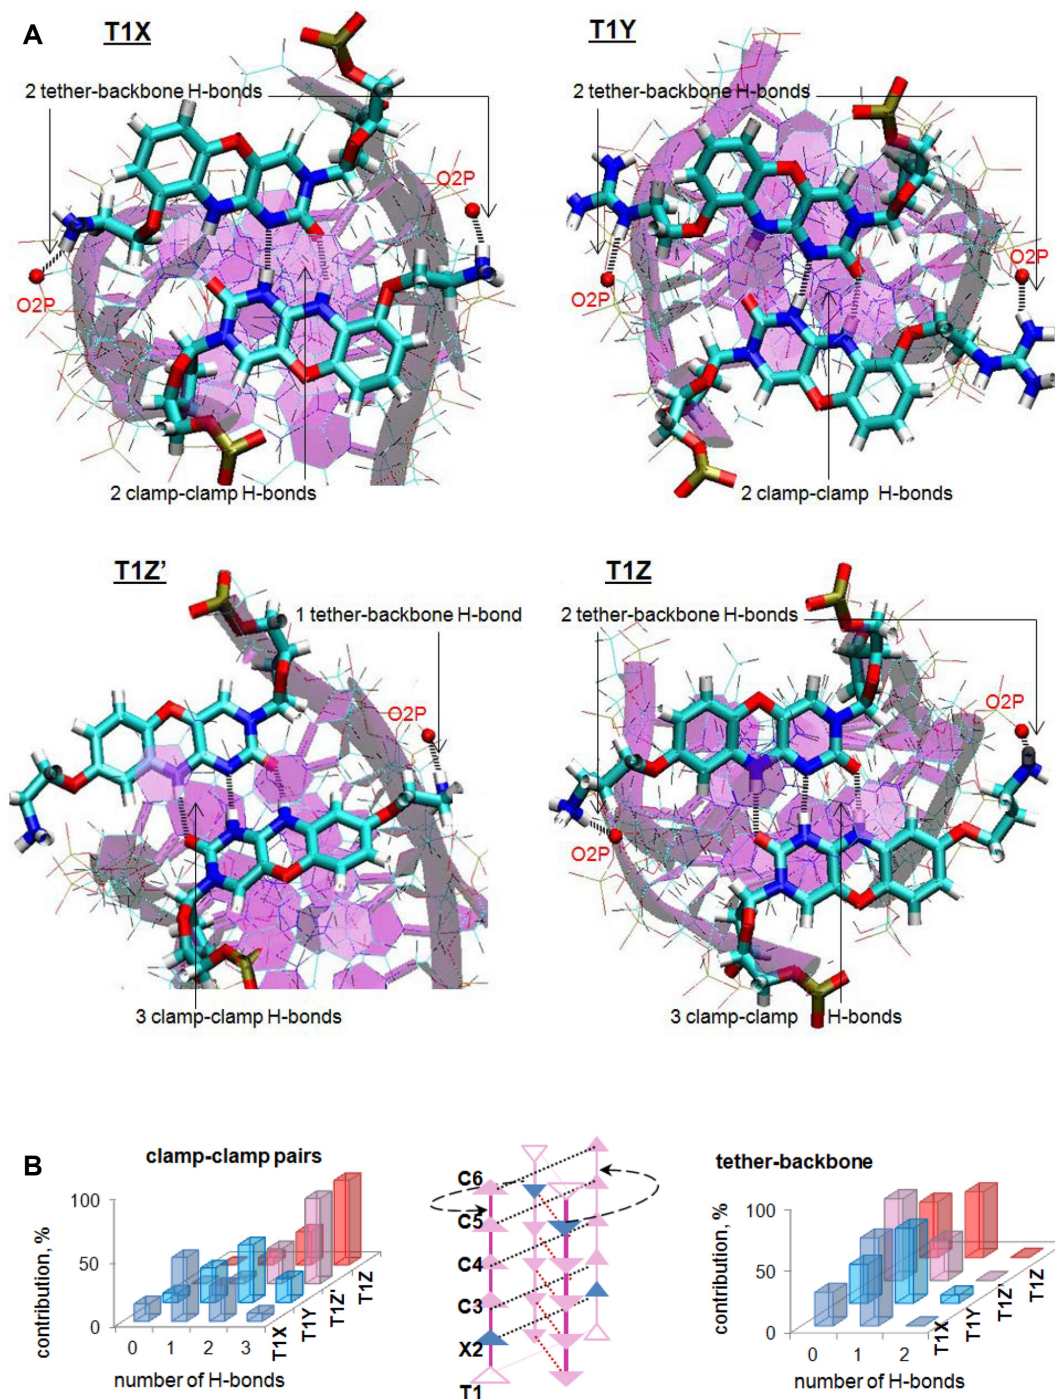 A
T1X
T1Y
2 tether-backbone H-bonds
2 tether-backbone H-bonds
O2P
O2P
O2P
O2P
2 clamp-clamp H-bonds
2 clamp-clamp H-bonds
T1Z'
T1Z
1 tether-backbone H-bond
2 tether-backbone H-bonds
O2P
O2P
O2P
3 clamp-clamp H-bonds
3 clamp-clamp H-bonds
B
clamp-clamp pairs
contribution, %
100
50
0
0 1 2 3
number of H-bonds
T1X
T1Y
T1Z'
T1Z
C6
C5
C4
C3
X2
T1
tether-backbone
contribution, %
100
50
0
0 1 2
number of H-bonds
T1X
T1Y
T1Z'
T1Z